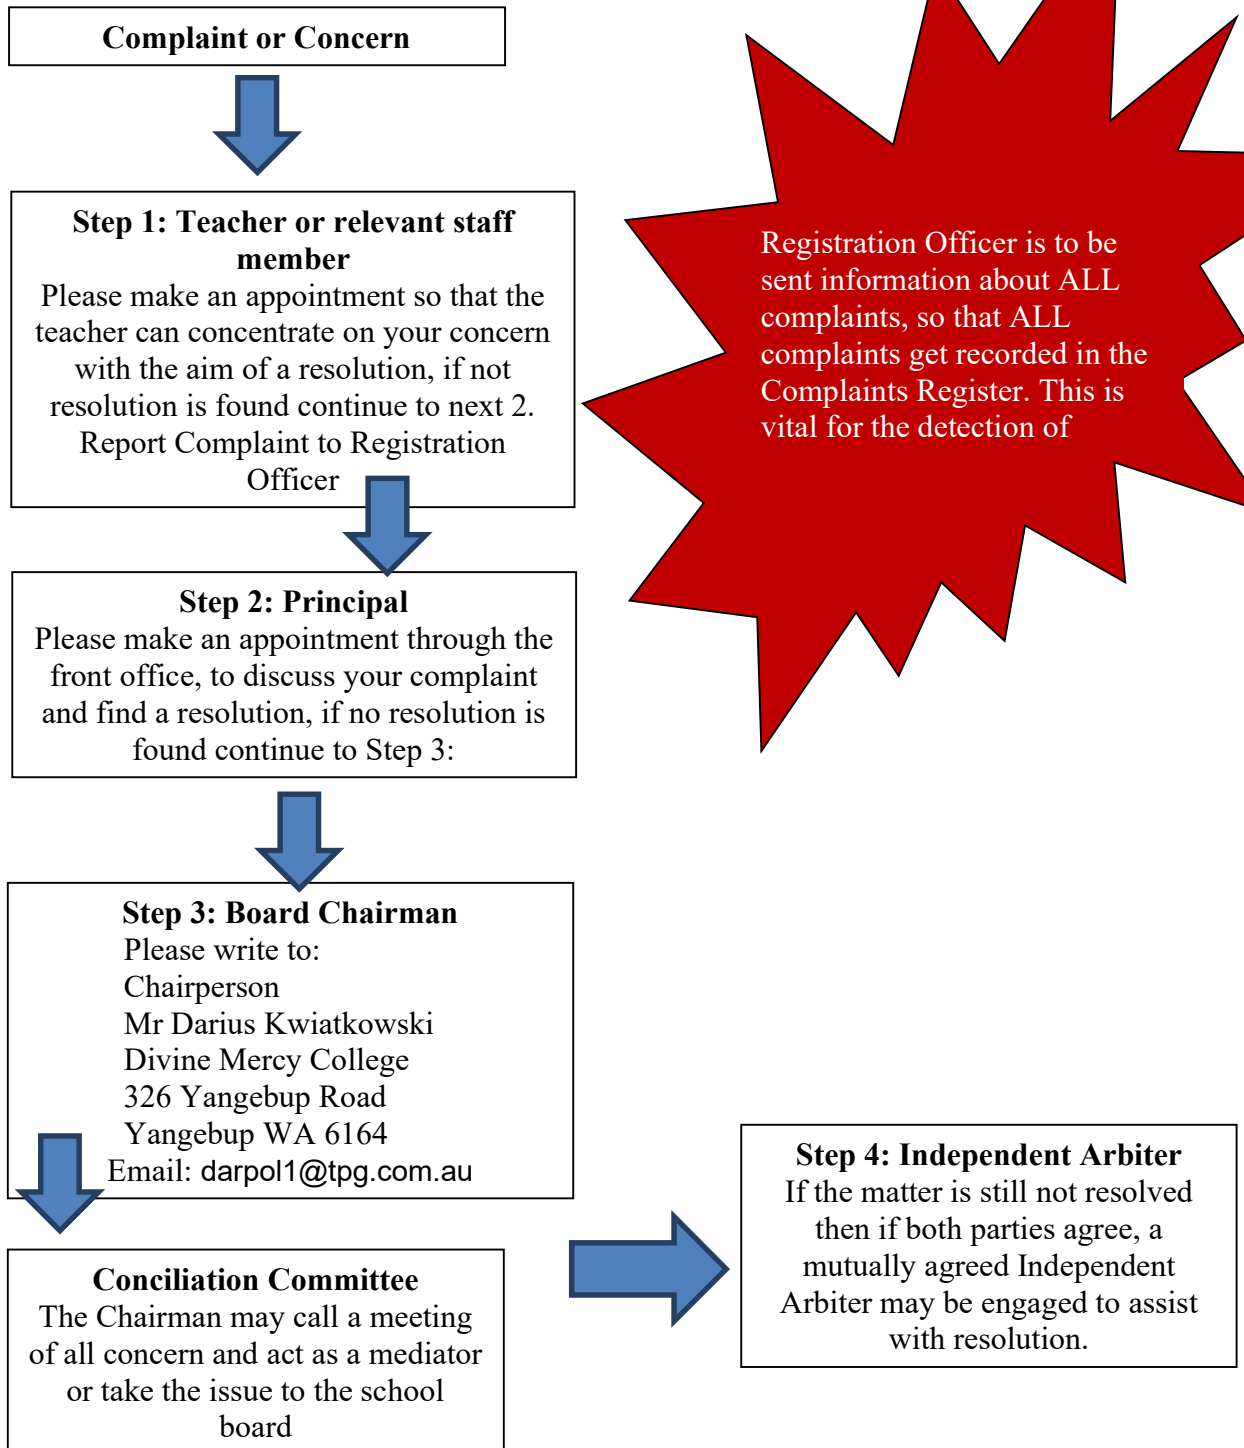 Complaint or Concern
Step 1: Teacher or relevant staff
member
Please make an appointment so that the
teacher can concentrate on your concern
with the aim of a resolution, if not
resolution is found continue to next 2.
Report Complaint to Registration
Officer
Registration Officer is to be
sent information about ALL
complaints, so that ALL
complaints get recorded in the
Complaints Register. This is
vital for the detection of
Step 2: Principal
Please make an appointment through the
front office, to discuss your complaint
and find a resolution, if no resolution is
found continue to Step 3:
Step 3: Board Chairman
Please write to:
Chairperson
Mr Darius Kwiatkowski
Divine Mercy College
326 Yangebup Road
Yangebup WA 6164
Email: darpol1@tpg.com.au
Conciliation Committee
The Chairman may call a meeting
of all concern and act as a mediator
or take the issue to the school
board
Step 4: Independent Arbiter
If the matter is still not resolved
then if both parties agree, a
mutually agreed Independent
Arbiter may be engaged to assist
with resolution.